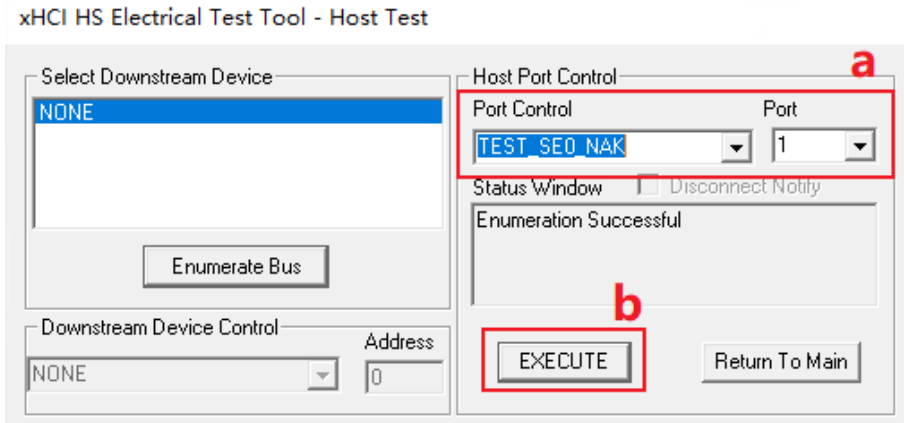 xHCI HS Electrical Test Tool - Host Test
Select Downstream Device
NONE
Enumerate Bus
Downstream Device Control
Address
NONE
0
Host Port Control
a
Port Control
Port
TEST_SE0_NAK
1
Status Window
Disconnect Notify
Enumeration Successful
b
EXECUTE
Return To Main